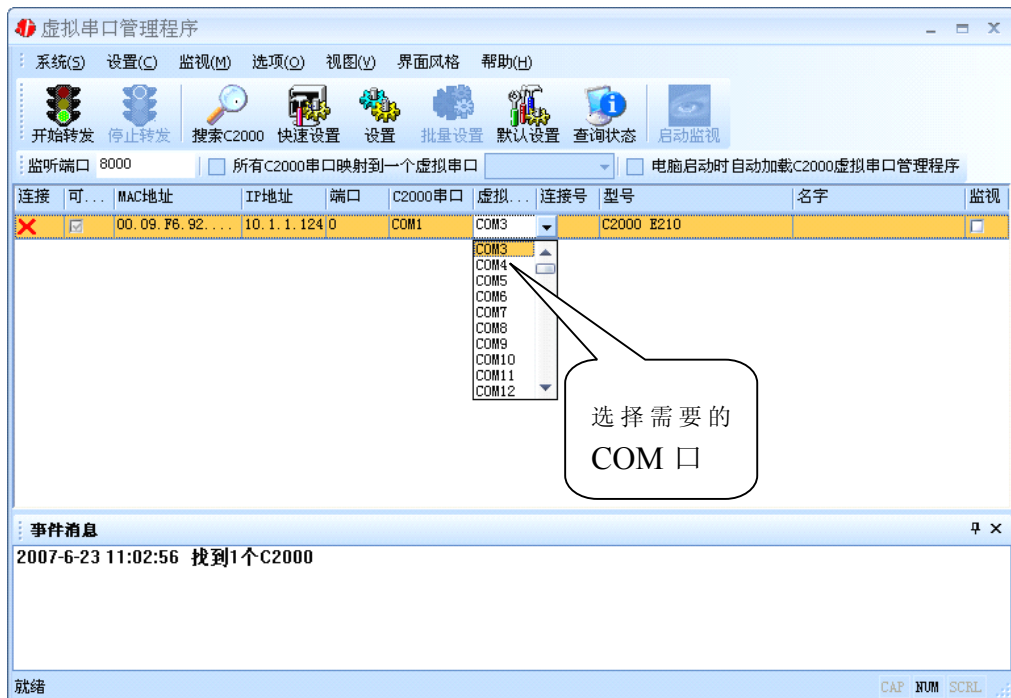 虚拟串口管理程序
系统(S) 设置(C) 监视(M) 选项(O) 视图(V) 界面风格 帮助(H)
开始转发 停止转发 搜索C2000 快速设置 设置 批量设置 默认设置 查询状态 启动监视
监听端口 8000 所有C2000串口映射到一个虚拟串口 电脑启动时自动加载C2000虚拟串口管理程序
连接 可... MAC地址 IP地址 端口 C2000串口 虚拟... 连接号 型号 名字 监视
00.09.F6.92.... 10.1.1.124 0 COM1 COM3 C2000 E210
COM3
COM4
COM5
COM6
COM7
COM8
COM9
COM10
COM11
COM12
选择需要的
COM 口
事件消息
2007-6-23 11:02:56 找到1个C2000
就绪 CAP NUM SCRL